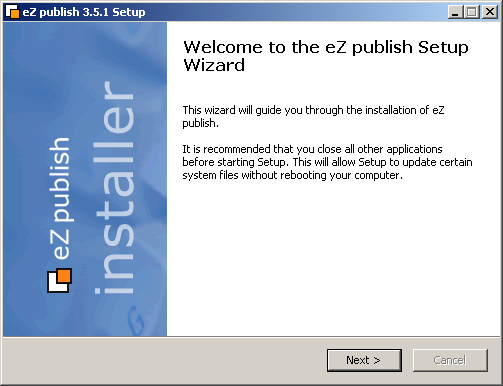 eZ publish 3.5.1 Setup
eZ publish
installer
Welcome to the eZ publish Setup
Wizard
This wizard will guide you through the installation of eZ
publish.
It is recommended that you close all other applications
before starting Setup. This will allow Setup to update certain
system files without rebooting your computer.
Next >
Cancel